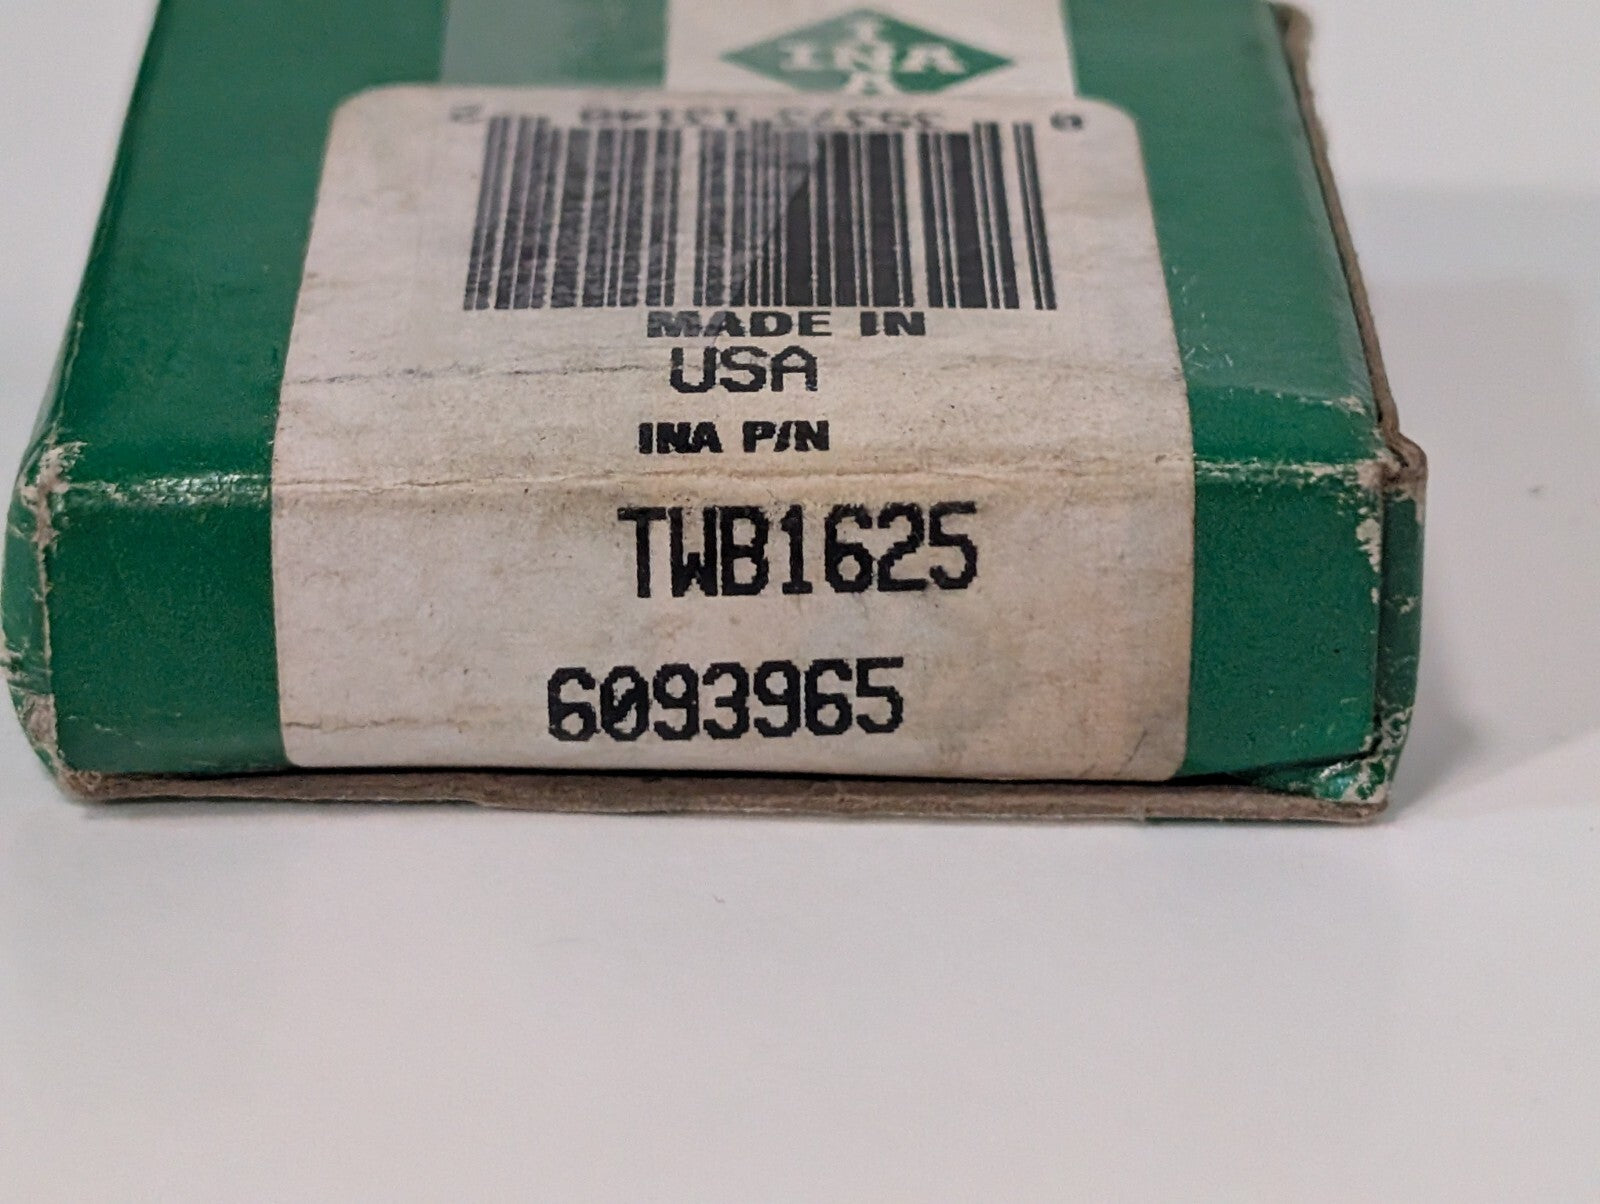 INA
MADE IN
USA
INA P/N
TWB1625
6093965